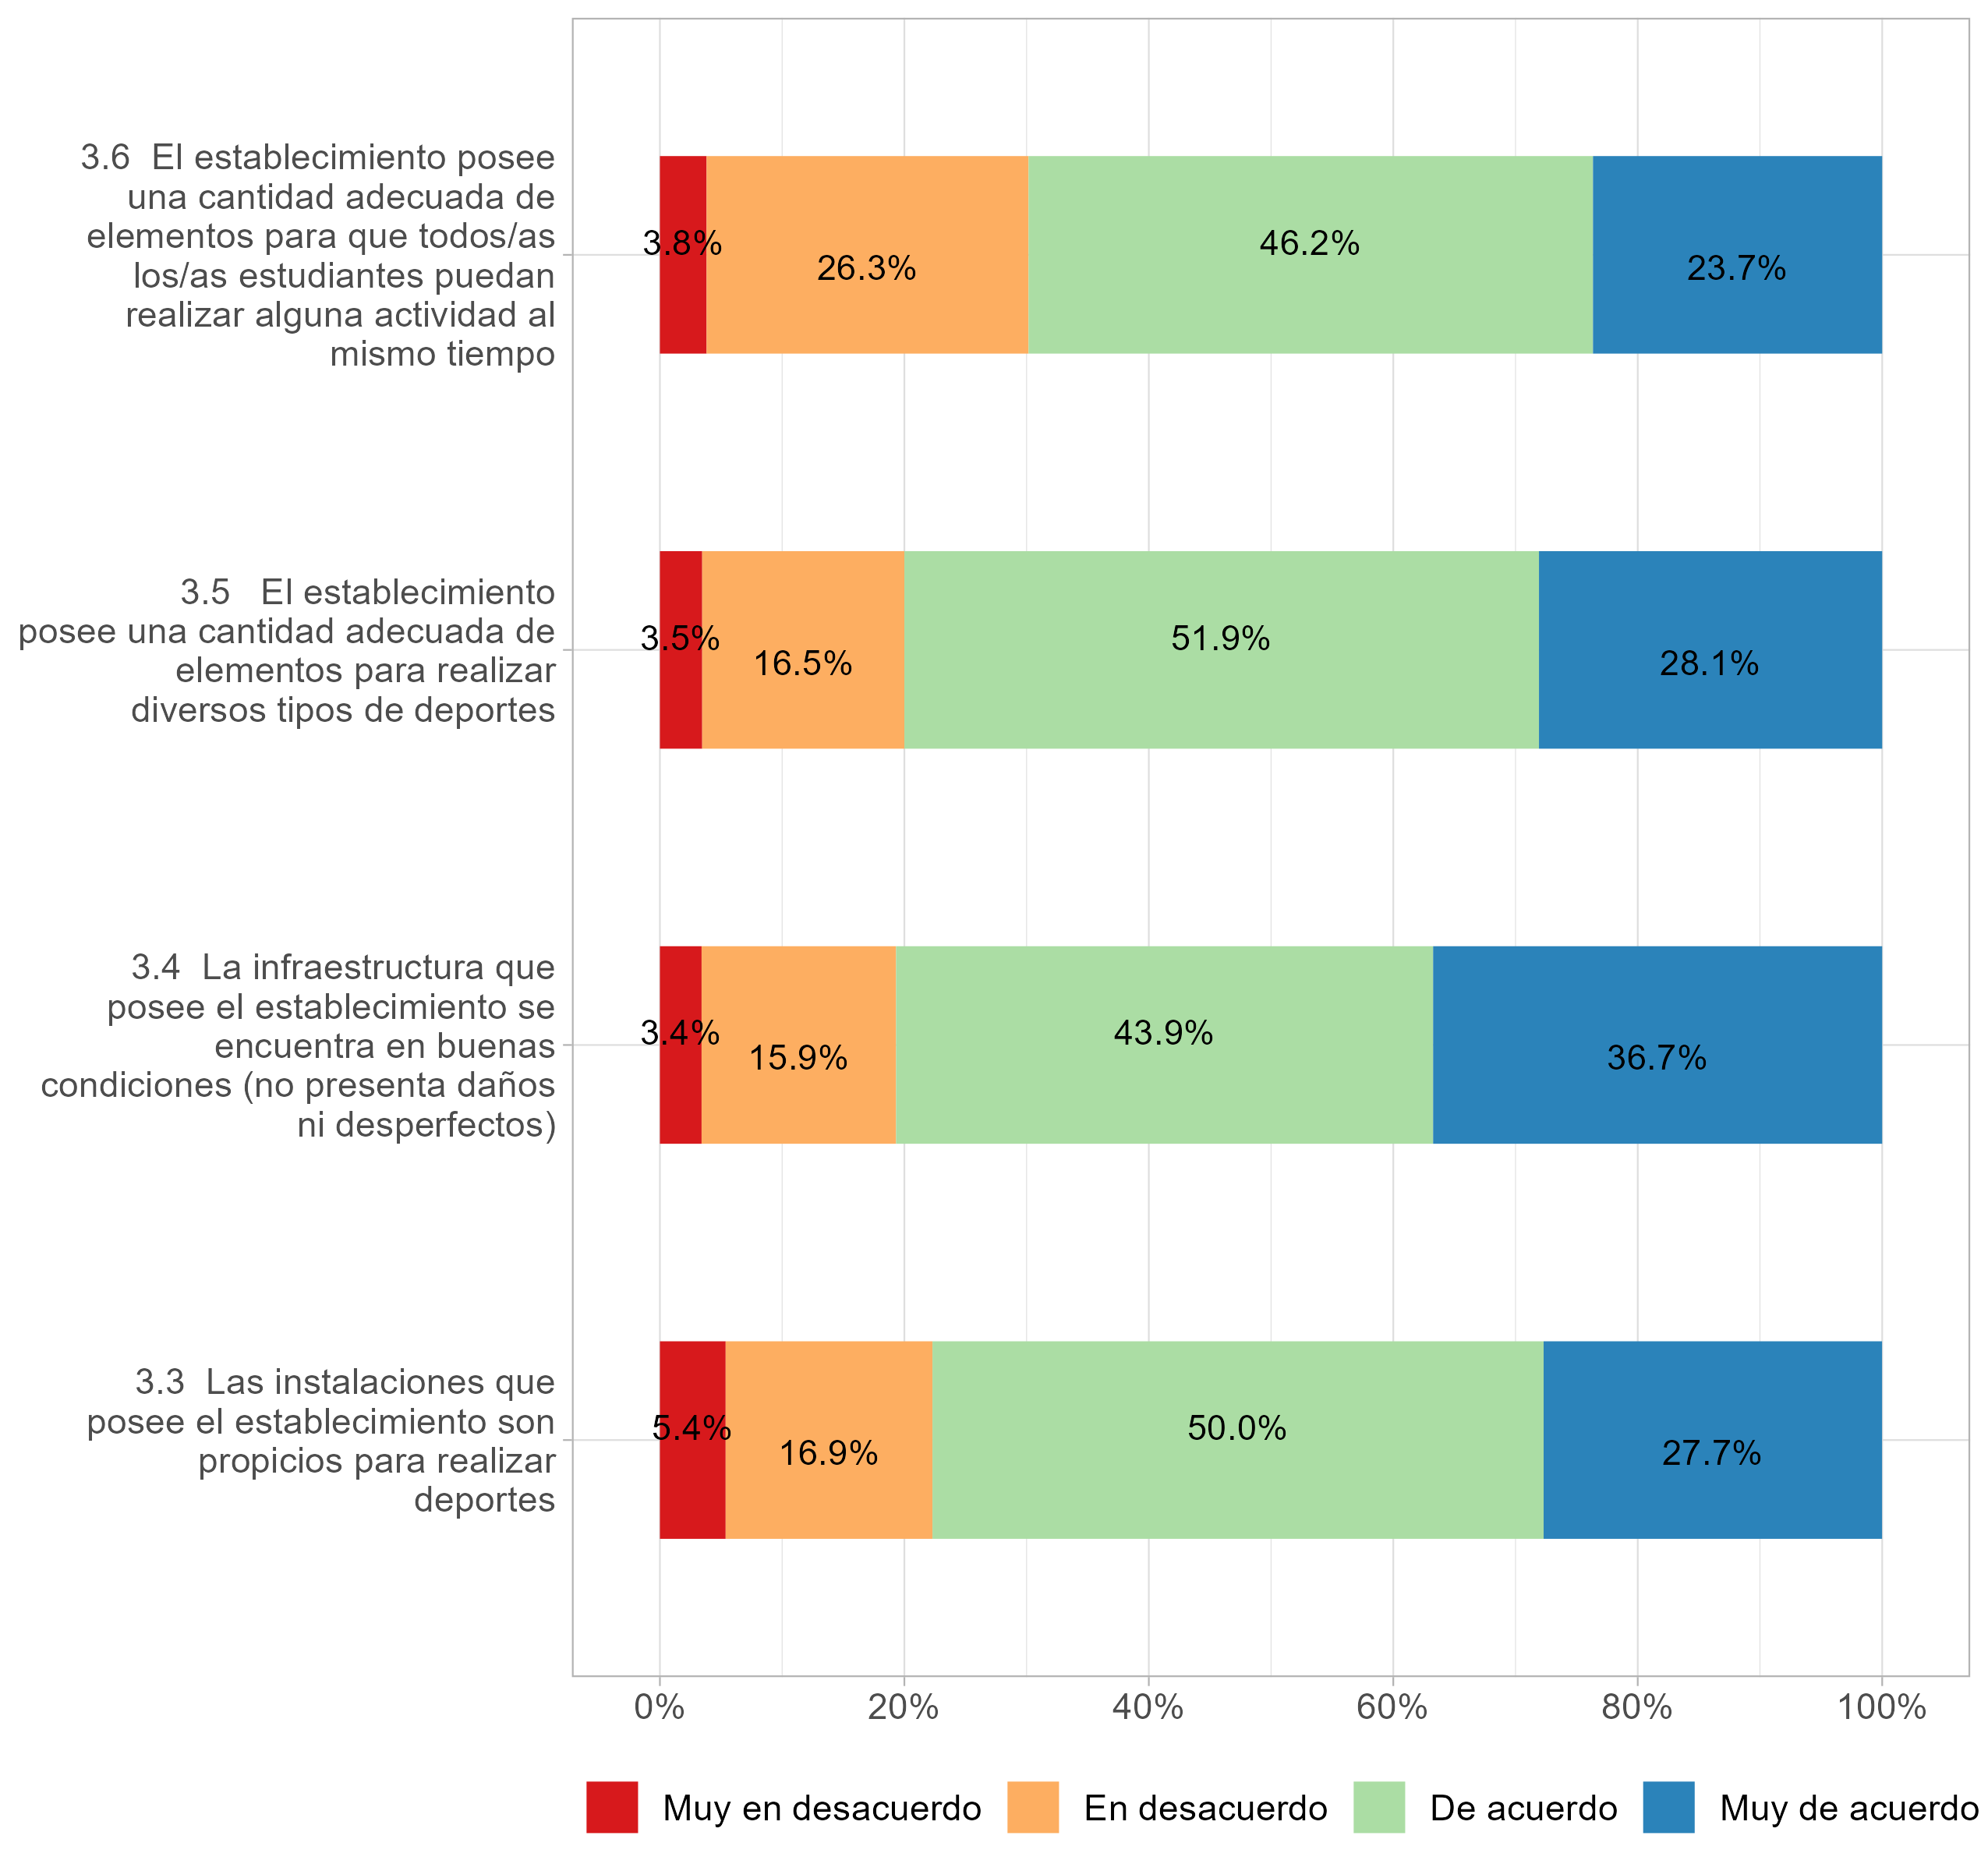 3.6  El establecimiento posee
una cantidad adecuada de
elementos para que todos/as
los/as estudiantes puedan
realizar alguna actividad al
mismo tiempo
3.8%
26.3%
46.2%
23.7%
3.5   El establecimiento
posee una cantidad adecuada de
elementos para realizar
diversos tipos de deportes
3.5%
16.5%
51.9%
28.1%
3.4  La infraestructura que
posee el establecimiento se
encuentra en buenas
condiciones (no presenta daños
ni desperfectos)
3.4%
15.9%
43.9%
36.7%
3.3  Las instalaciones que
posee el establecimiento son
propicios para realizar
deportes
5.4%
16.9%
50.0%
27.7%
0% 20% 40% 60% 80% 100%
Muy en desacuerdo En desacuerdo De acuerdo Muy de acuerdo